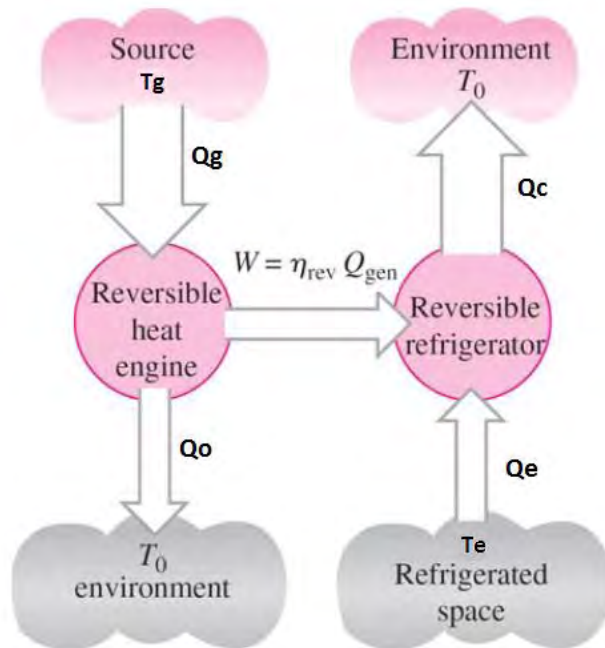 Source
Tg
Environment
T₀
Qg
Qc
W = ηrev Qgen
Reversible
heat
engine
Reversible
refrigerator
Qo
Qe
T₀
environment
Te
Refrigerated
space